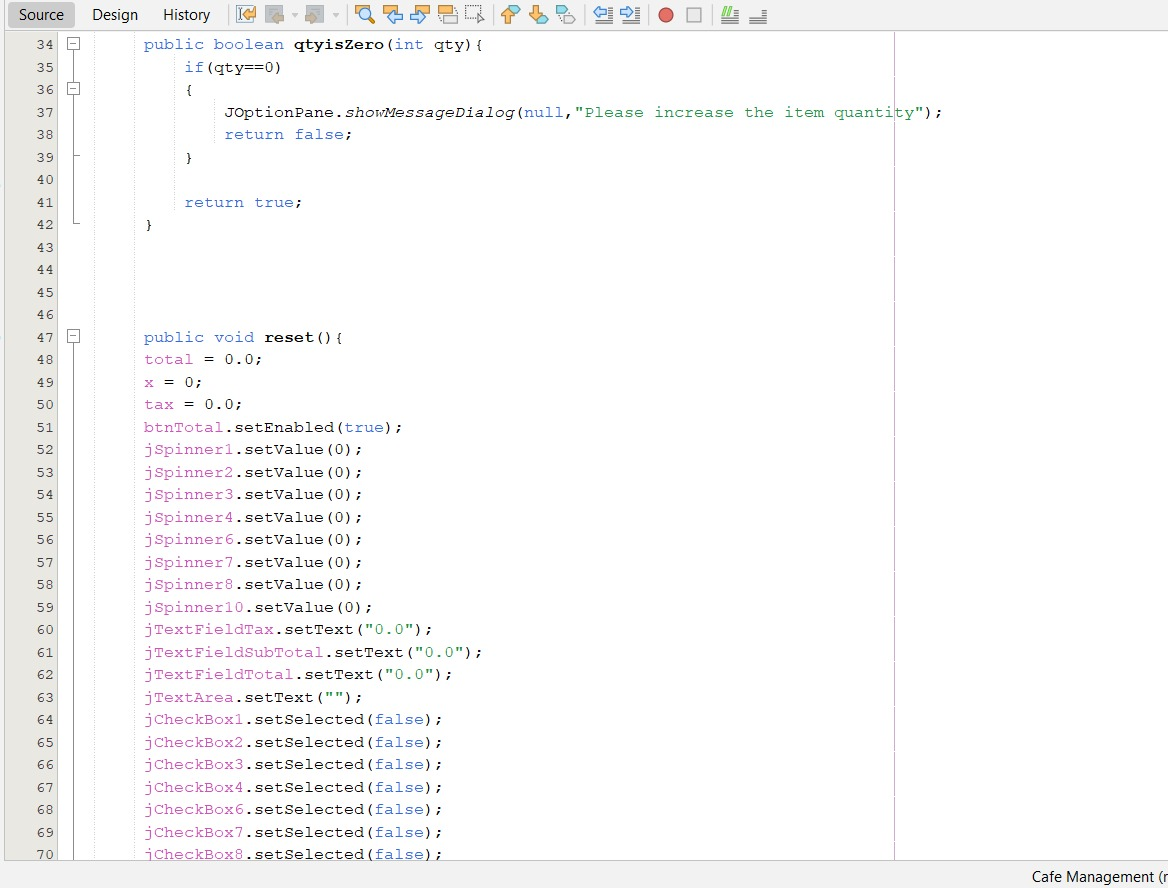 Source Design History
34 public boolean qtyisZero(int qty){
35 if(qty==0)
36 {
37 JOptionPane.showMessageDialog(null,"Please increase the item quantity");
38 return false;
39 }
40
41 return true;
42 }
43
44
45
46
47 public void reset(){
48 total = 0.0;
49 x = 0;
50 tax = 0.0;
51 btnTotal.setEnabled(true);
52 jSpinner1.setValue(0);
53 jSpinner2.setValue(0);
54 jSpinner3.setValue(0);
55 jSpinner4.setValue(0);
56 jSpinner6.setValue(0);
57 jSpinner7.setValue(0);
58 jSpinner8.setValue(0);
59 jSpinner10.setValue(0);
60 jTextFieldTax.setText("0.0");
61 jTextFieldSubTotal.setText("0.0");
62 jTextFieldTotal.setText("0.0");
63 jTextArea.setText("");
64 jCheckBox1.setSelected(false);
65 jCheckBox2.setSelected(false);
66 jCheckBox3.setSelected(false);
67 jCheckBox4.setSelected(false);
68 jCheckBox6.setSelected(false);
69 jCheckBox7.setSelected(false);
70 jCheckBox8.setSelected(false);
Cafe Management (r